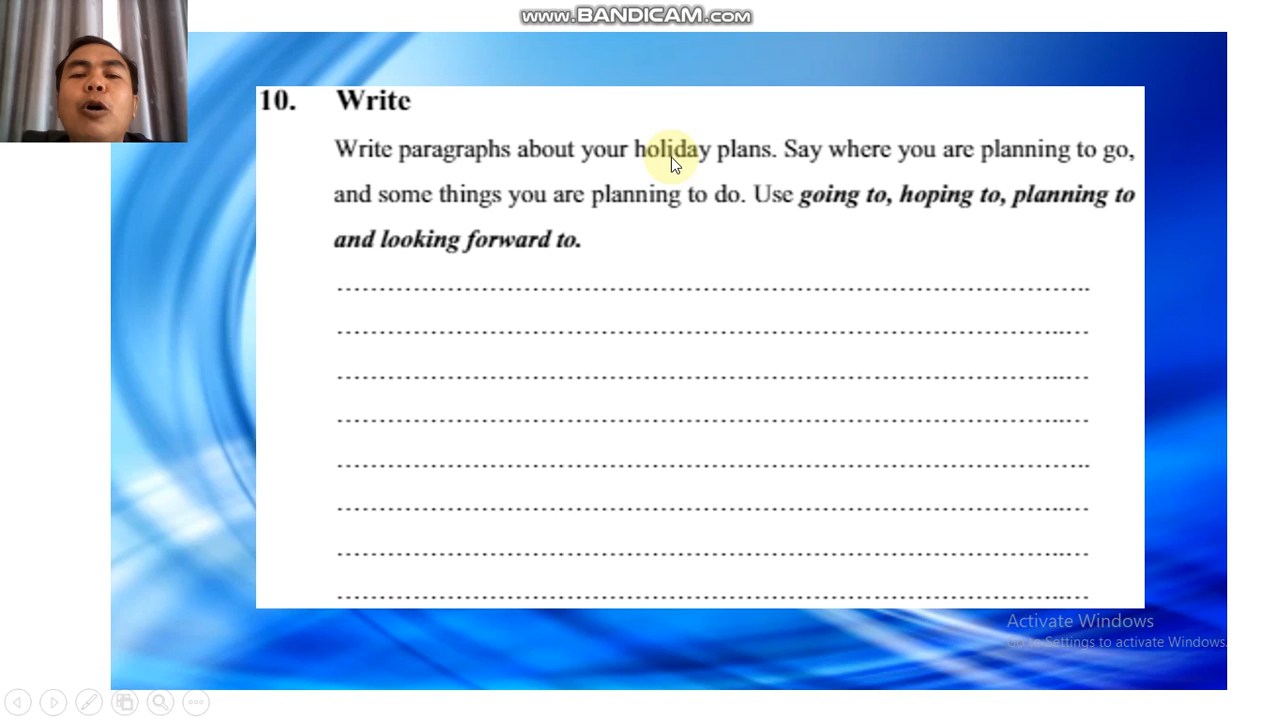 www.BANDICAM.com
10. Write
Write paragraphs about your holiday plans. Say where you are planning to go,
and some things you are planning to do. Use going to, hoping to, planning to
and looking forward to.
Activate Windows
Go to Settings to activate Windows.